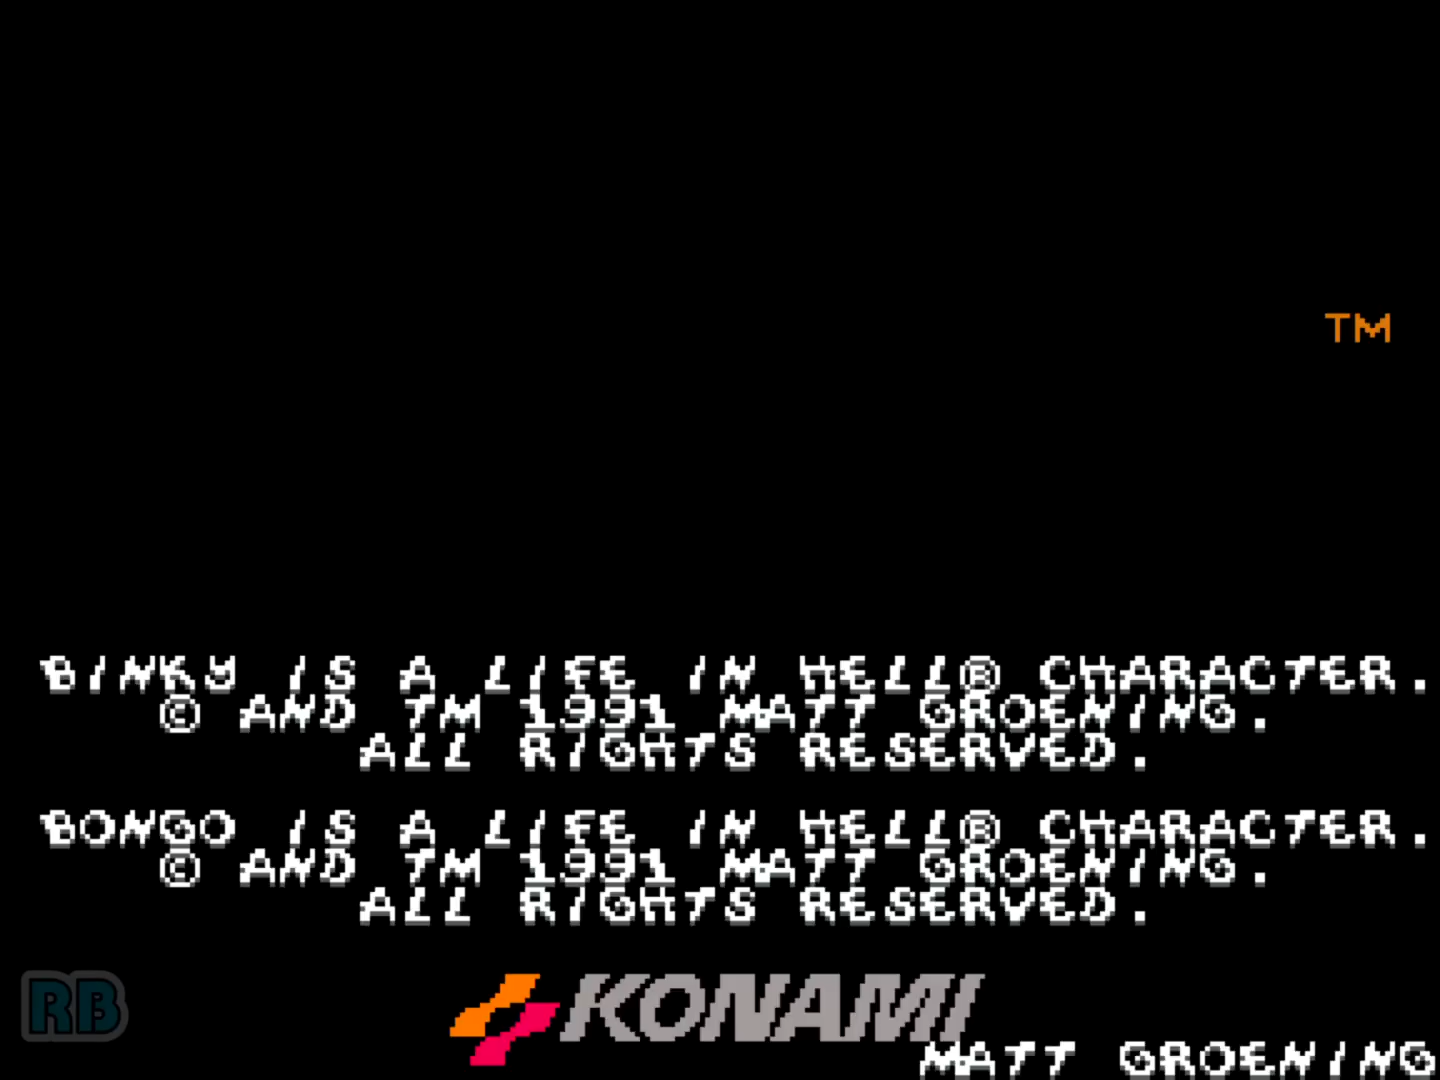 TM
BINKY IS A LIFE IN HELL® CHARACTER.
© AND TM 1991 MATT GROENING.
ALL RIGHTS RESERVED.
BONGO IS A LIFE IN HELL® CHARACTER.
© AND TM 1991 MATT GROENING.
ALL RIGHTS RESERVED.
RB
KONAMI
MATT GROENING